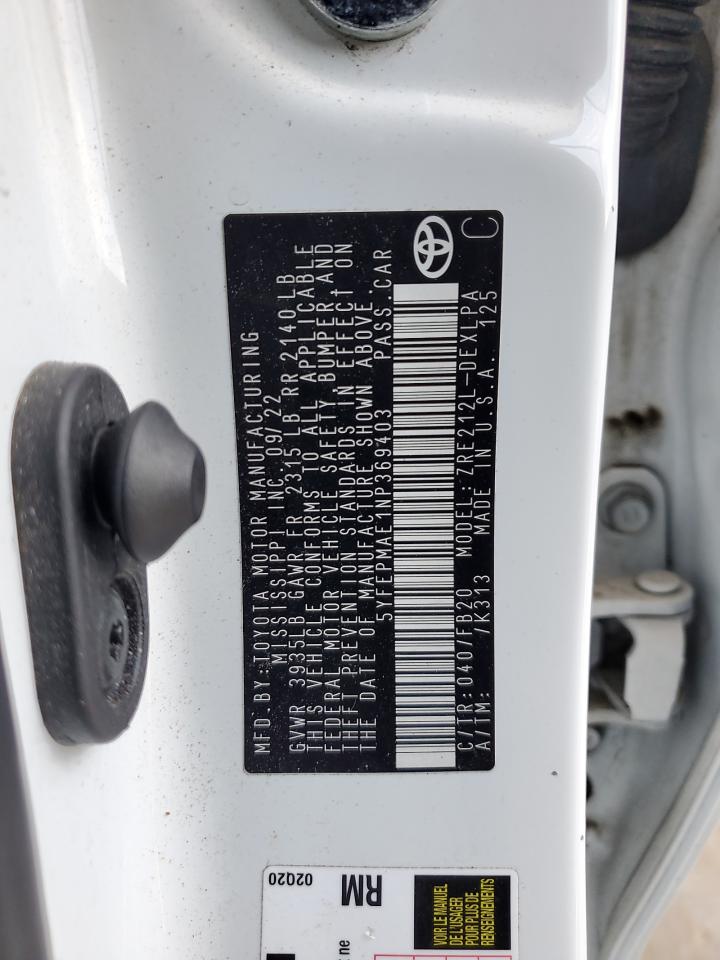 MFD.BY:TOYOTA MOTOR MANUFACTURING
MISSISSIPPI INC. 09/22
GVWR 3935LB GAWR FR 2315 LB RR 2140 LB
THIS VEHICLE CONFORMS TO ALL APPLICABLE
FEDERAL MOTOR VEHICLE SAFETY, BUMPER AND
THEFT PREVENTION STANDARDS IN EFFECT ON
THE DATE OF MANUFACTURE SHOWN ABOVE.
5YFEPMAE1NP369403 PASS.CAR
C/TR:040/FB20 MODEL:ZRE212L-DEXLPA
A/TM: /K313 MADE IN U.S.A. 125
C
02Q20
RM
ne
VOIR LE MANUEL
DE L'USAGER
POUR PLUS DE
RENSEIGNEMENTS